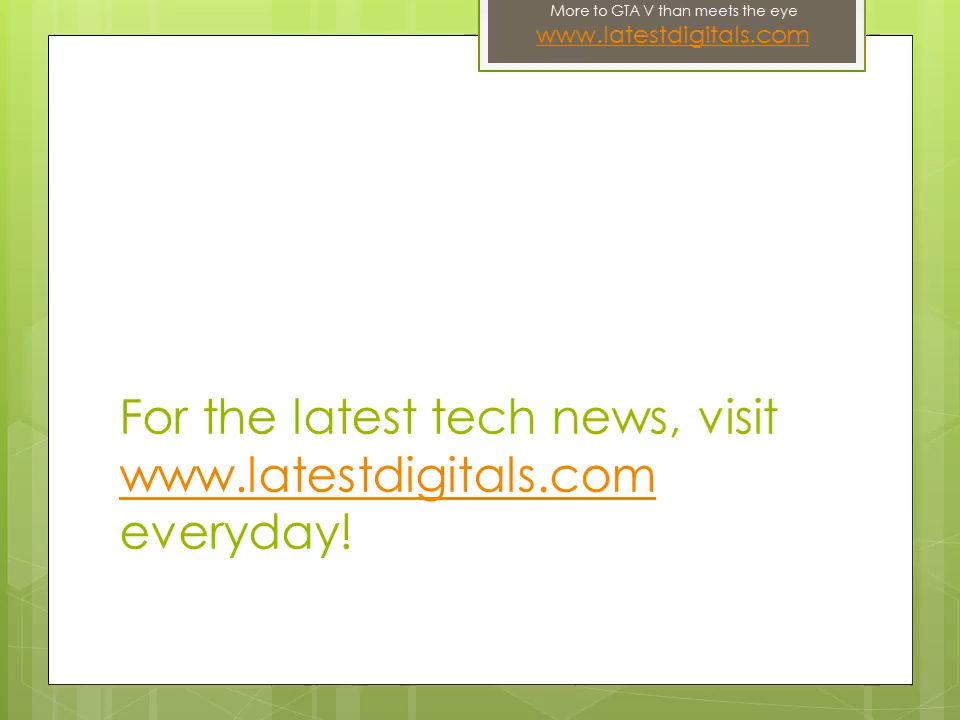 More to GTA V than meets the eye
www.latestdigitals.com
For the latest tech news, visit
www.latestdigitals.com
everyday!